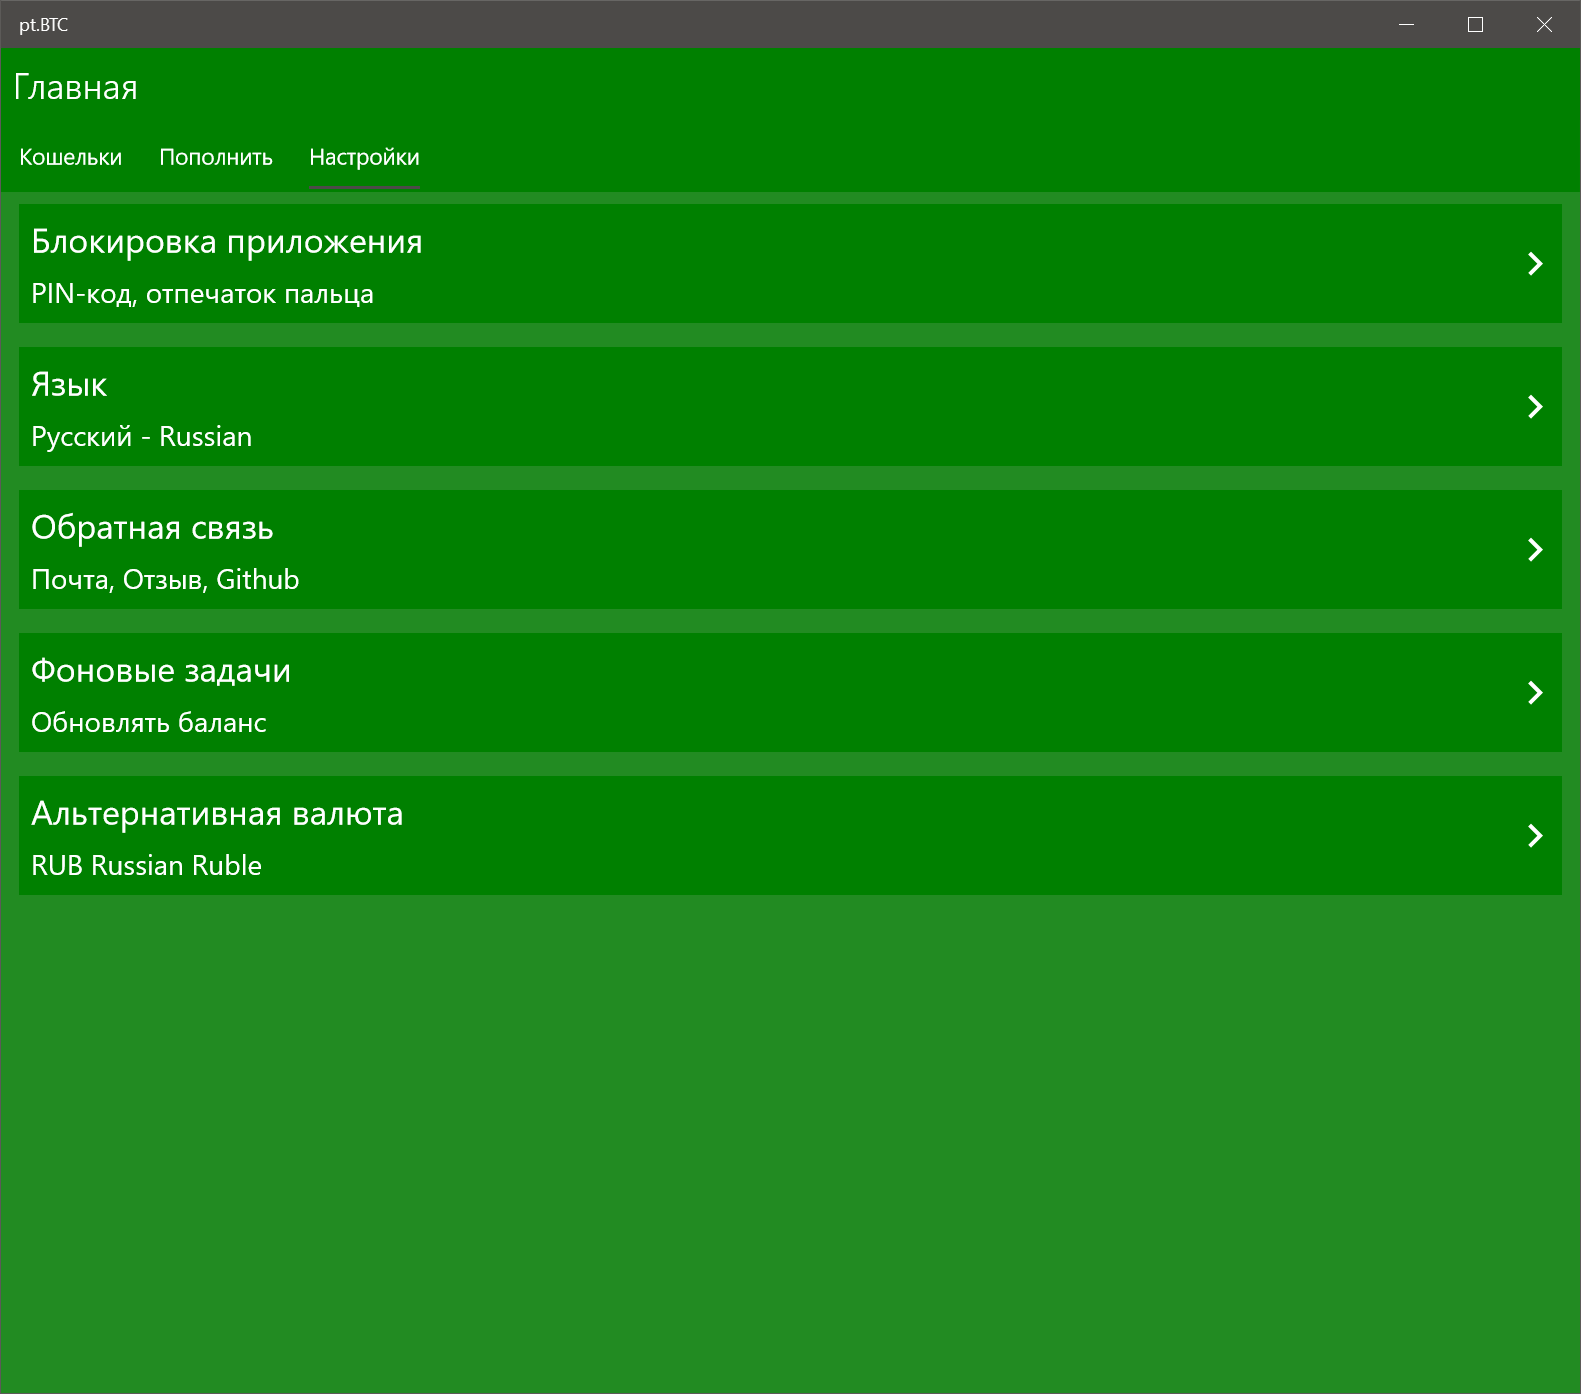 pt.BTC
Главная
Кошельки Пополнить Настройки
Блокировка приложения
PIN-код, отпечаток пальца
Язык
Русский - Russian
Обратная связь
Почта, Отзыв, Github
Фоновые задачи
Обновлять баланс
Альтернативная валюта
RUB Russian Ruble